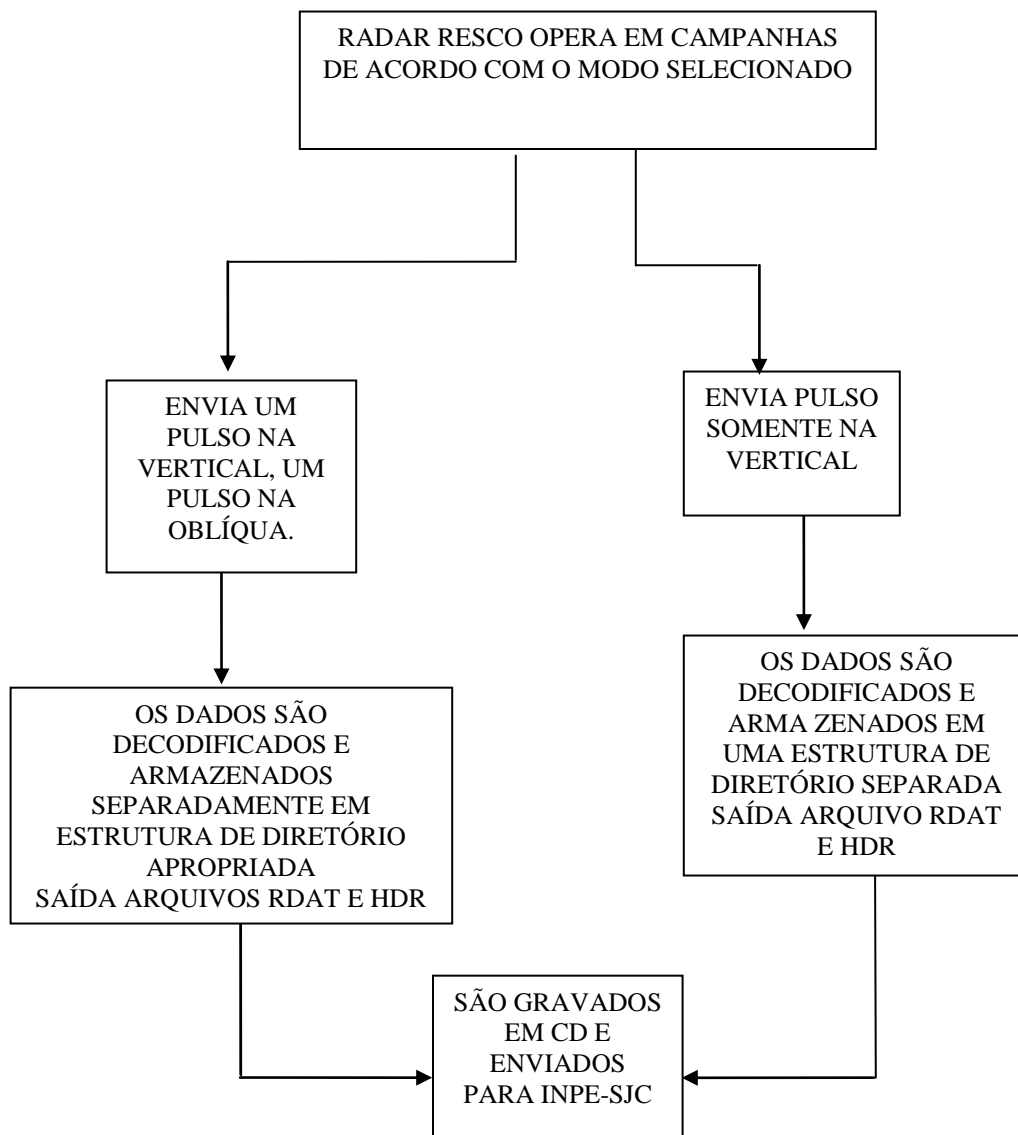 RADAR RESCO OPERA EM CAMPANHAS
DE ACORDO COM O MODO SELECIONADO
ENVIA UM
PULSO NA
VERTICAL, UM
PULSO NA
OBLÍQUA.
ENVIA PULSO
SOMENTE NA
VERTICAL
OS DADOS SÃO
DECODIFICADOS E
ARMAZENADOS
SEPARADAMENTE EM
ESTRUTURA DE DIRETÓRIO
APROPRIADA
SAÍDA ARQUIVOS RDAT E HDR
OS DADOS SÃO
DECODIFICADOS E
ARMA ZENADOS EM
UMA ESTRUTURA DE
DIRETÓRIO SEPARADA
SAÍDA ARQUIVO RDAT
E HDR
SÃO GRAVADOS
EM CD E
ENVIADOS
PARA INPE-SJC